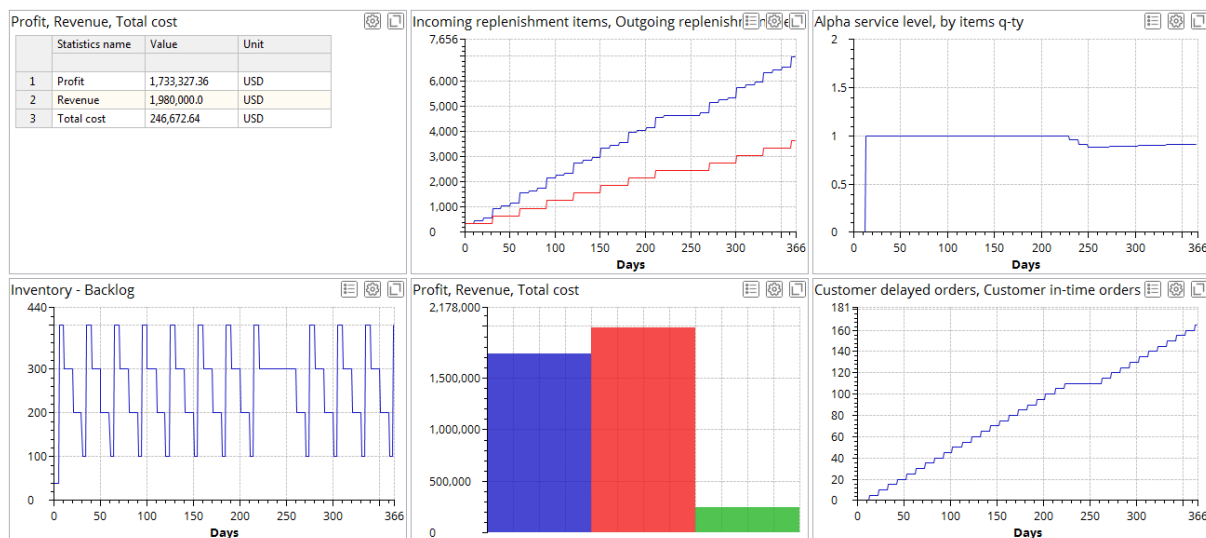 Profit, Revenue, Total cost
Statistics name Value Unit
1 Profit 1,733,327.36 USD
2 Revenue 1,980,000.0 USD
3 Total cost 246,672.64 USD
Incoming replenishment items, Outgoing replenishm
7,656
6,000
5,000
4,000
3,000
2,000
1,000
0
0 50 100 150 200 250 300 366
Days
Alpha service level, by items q-ty
2
1.5
1
0.5
0
0 50 100 150 200 250 300 366
Days
Inventory - Backlog
440
300
200
100
0
0 50 100 150 200 250 300 366
Days
Profit, Revenue, Total cost
2,178,000
1,500,000
1,000,000
500,000
0
Customer delayed orders, Customer in-time orders
181
160
140
120
100
80
60
40
20
0
0 50 100 150 200 250 300 366
Days